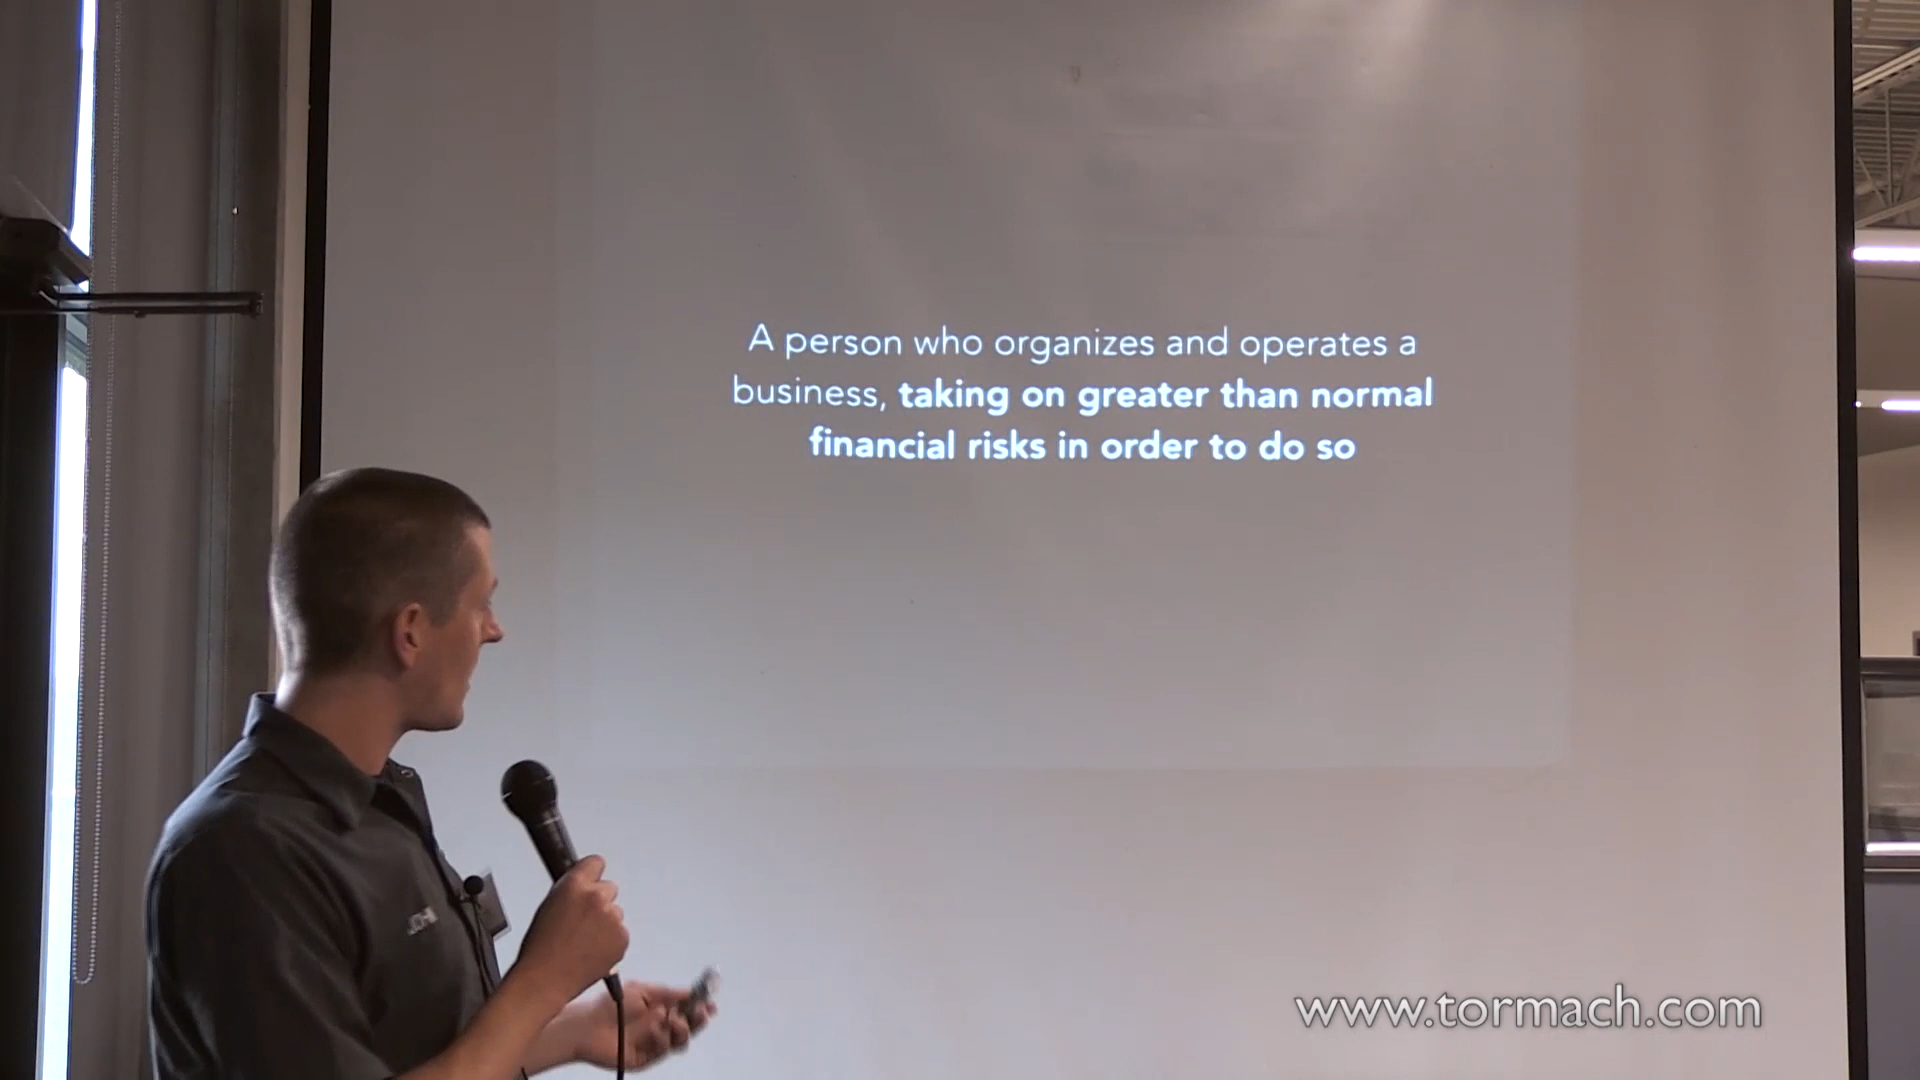 A person who organizes and operates a
business, taking on greater than normal
financial risks in order to do so
JOHN
www.tormach.com